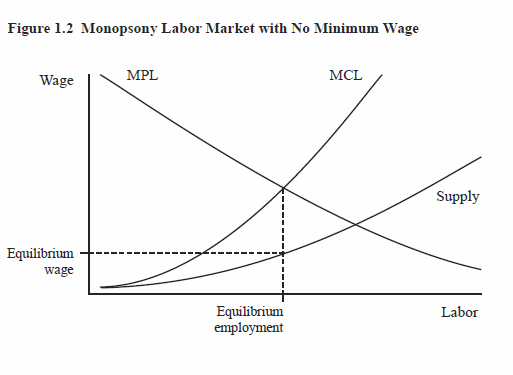 Figure 1.2 Monopsony Labor Market with No Minimum Wage
Wage
MPL
MCL
Supply
Equilibrium
wage
Equilibrium
employment
Labor